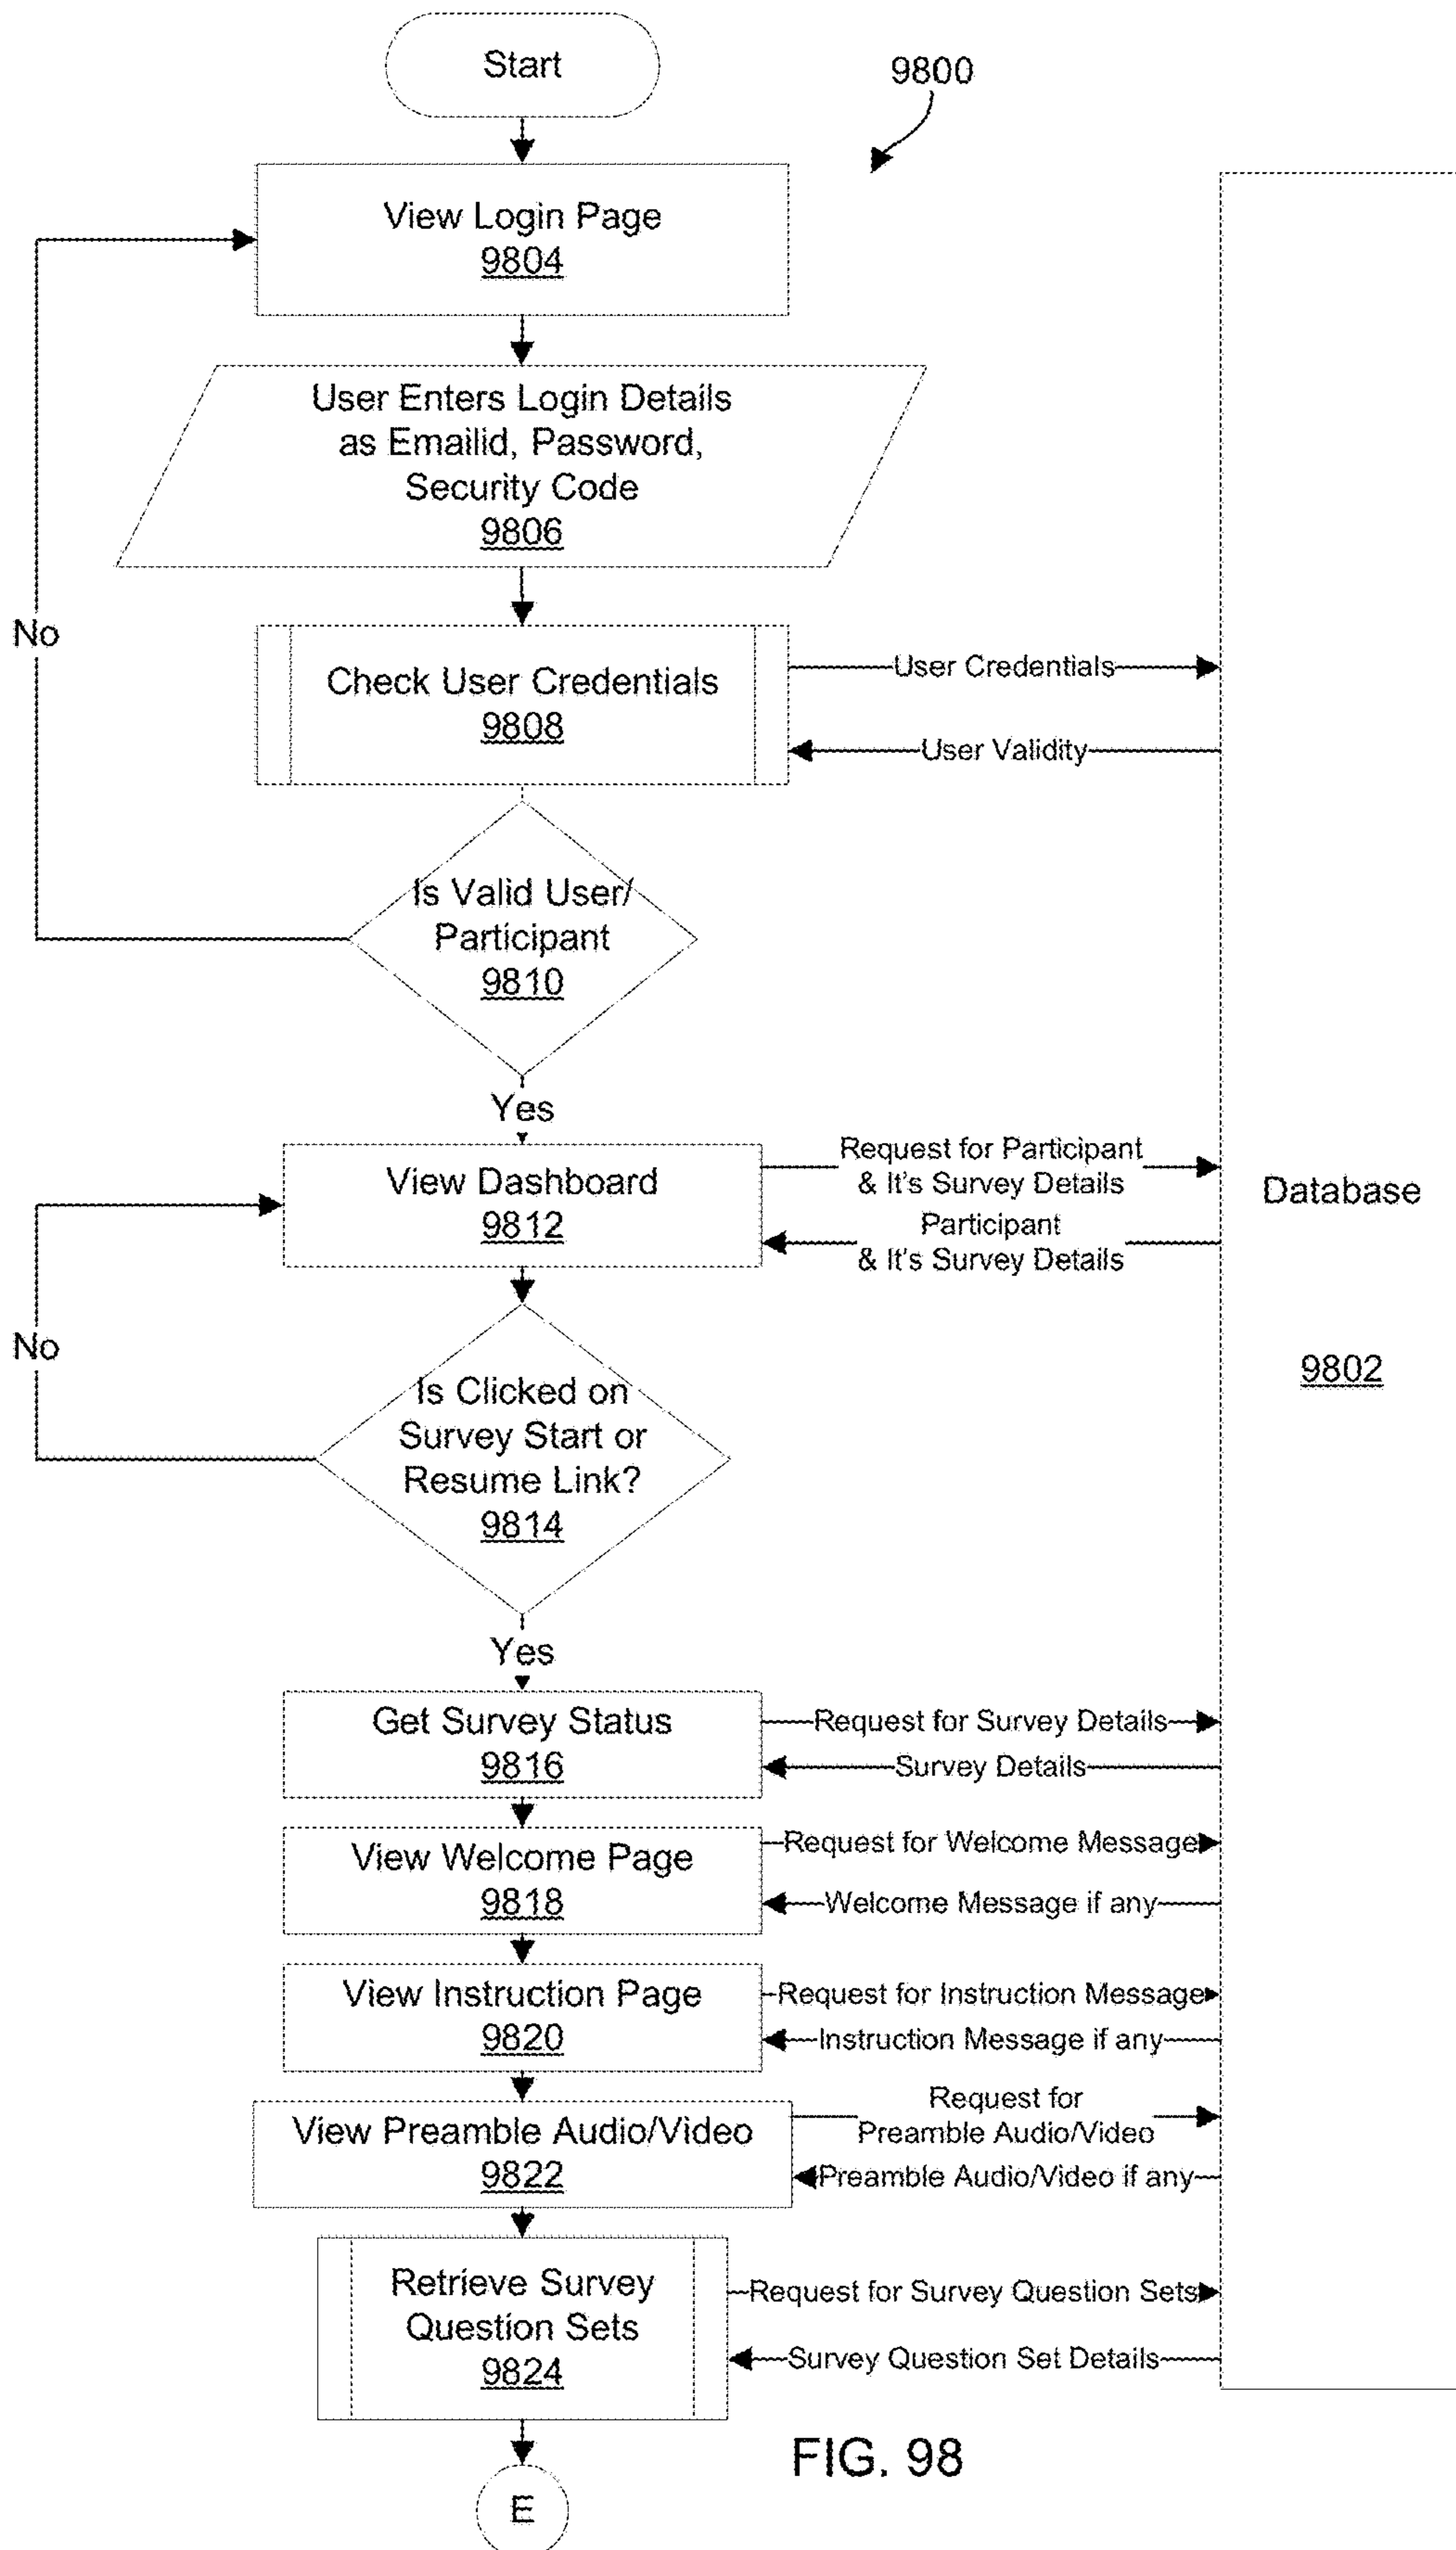 Start
9800
View Login Page
9804
User Enters Login Details
as Emailid, Password,
Security Code
9806
No
Check User Credentials
9808
User Credentials
User Validity
Is Valid User/
Participant
9810
Yes
View Dashboard
9812
Request for Participant
& It's Survey Details
Participant
& It's Survey Details
Database
9802
No
Is Clicked on
Survey Start or
Resume Link?
9814
Yes
Get Survey Status
9816
Request for Survey Details
Survey Details
View Welcome Page
9818
Request for Welcome Message
Welcome Message if any
View Instruction Page
9820
Request for Instruction Message
Instruction Message if any
View Preamble Audio/Video
9822
Request for
Preamble Audio/Video
Preamble Audio/Video if any
Retrieve Survey
Question Sets
9824
Request for Survey Question Sets
Survey Question Set Details
FIG. 98
E